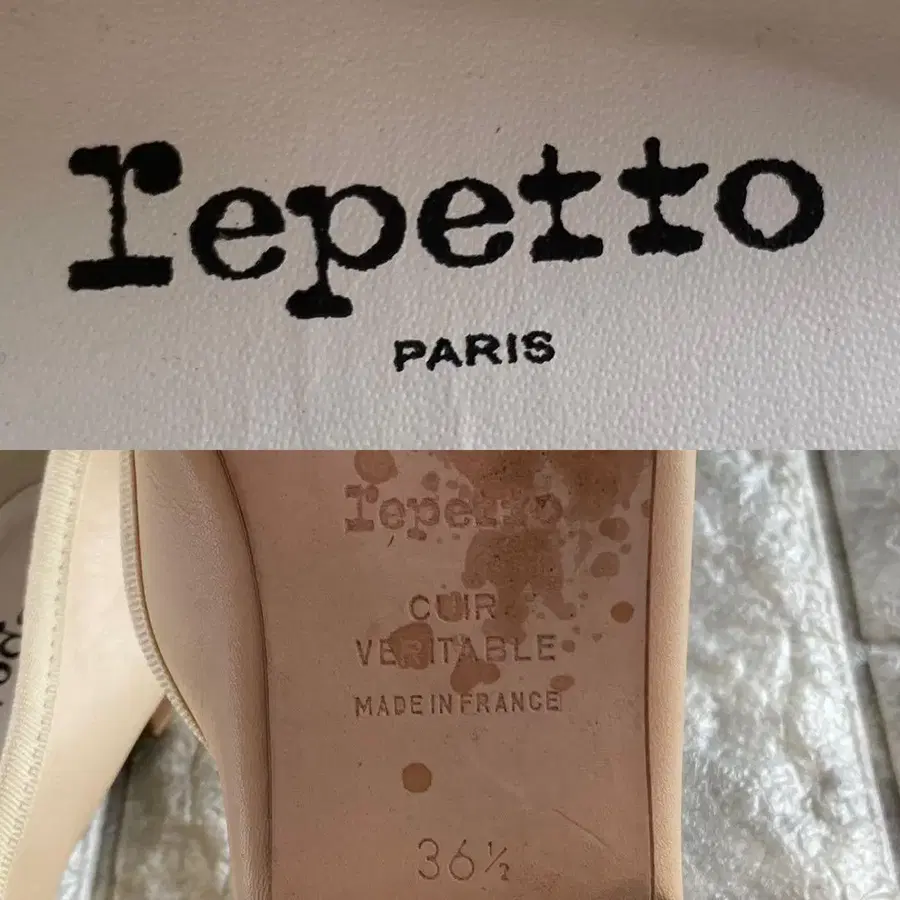 repetto
PARIS
repetto
CUIR
VERITABLE
MADE IN FRANCE
36½